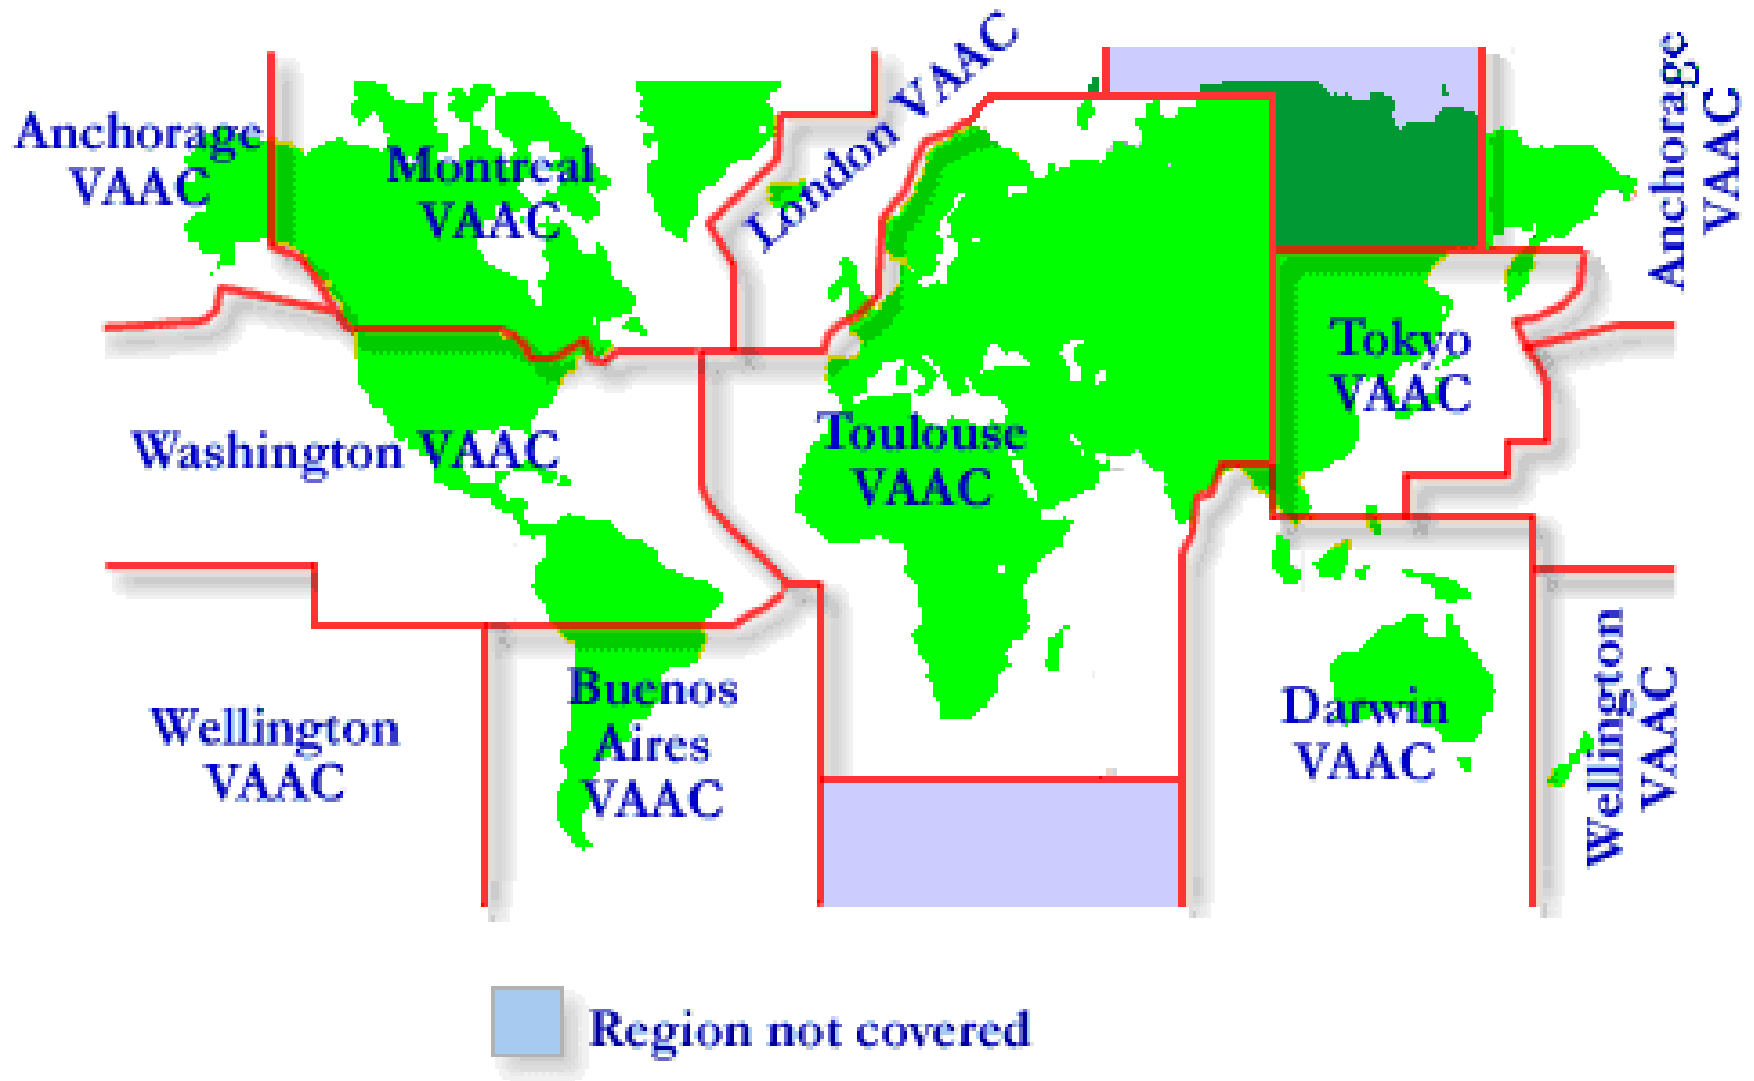 Anchorage
VAAC
Montreal
VAAC
London VAAC
Anchorage
VAAC
Tokyo
VAAC
Washington VAAC
Toulouse
VAAC
Wellington
VAAC
Buenos
Aires
VAAC
Darwin
VAAC
Wellington
VAAC
Region not covered